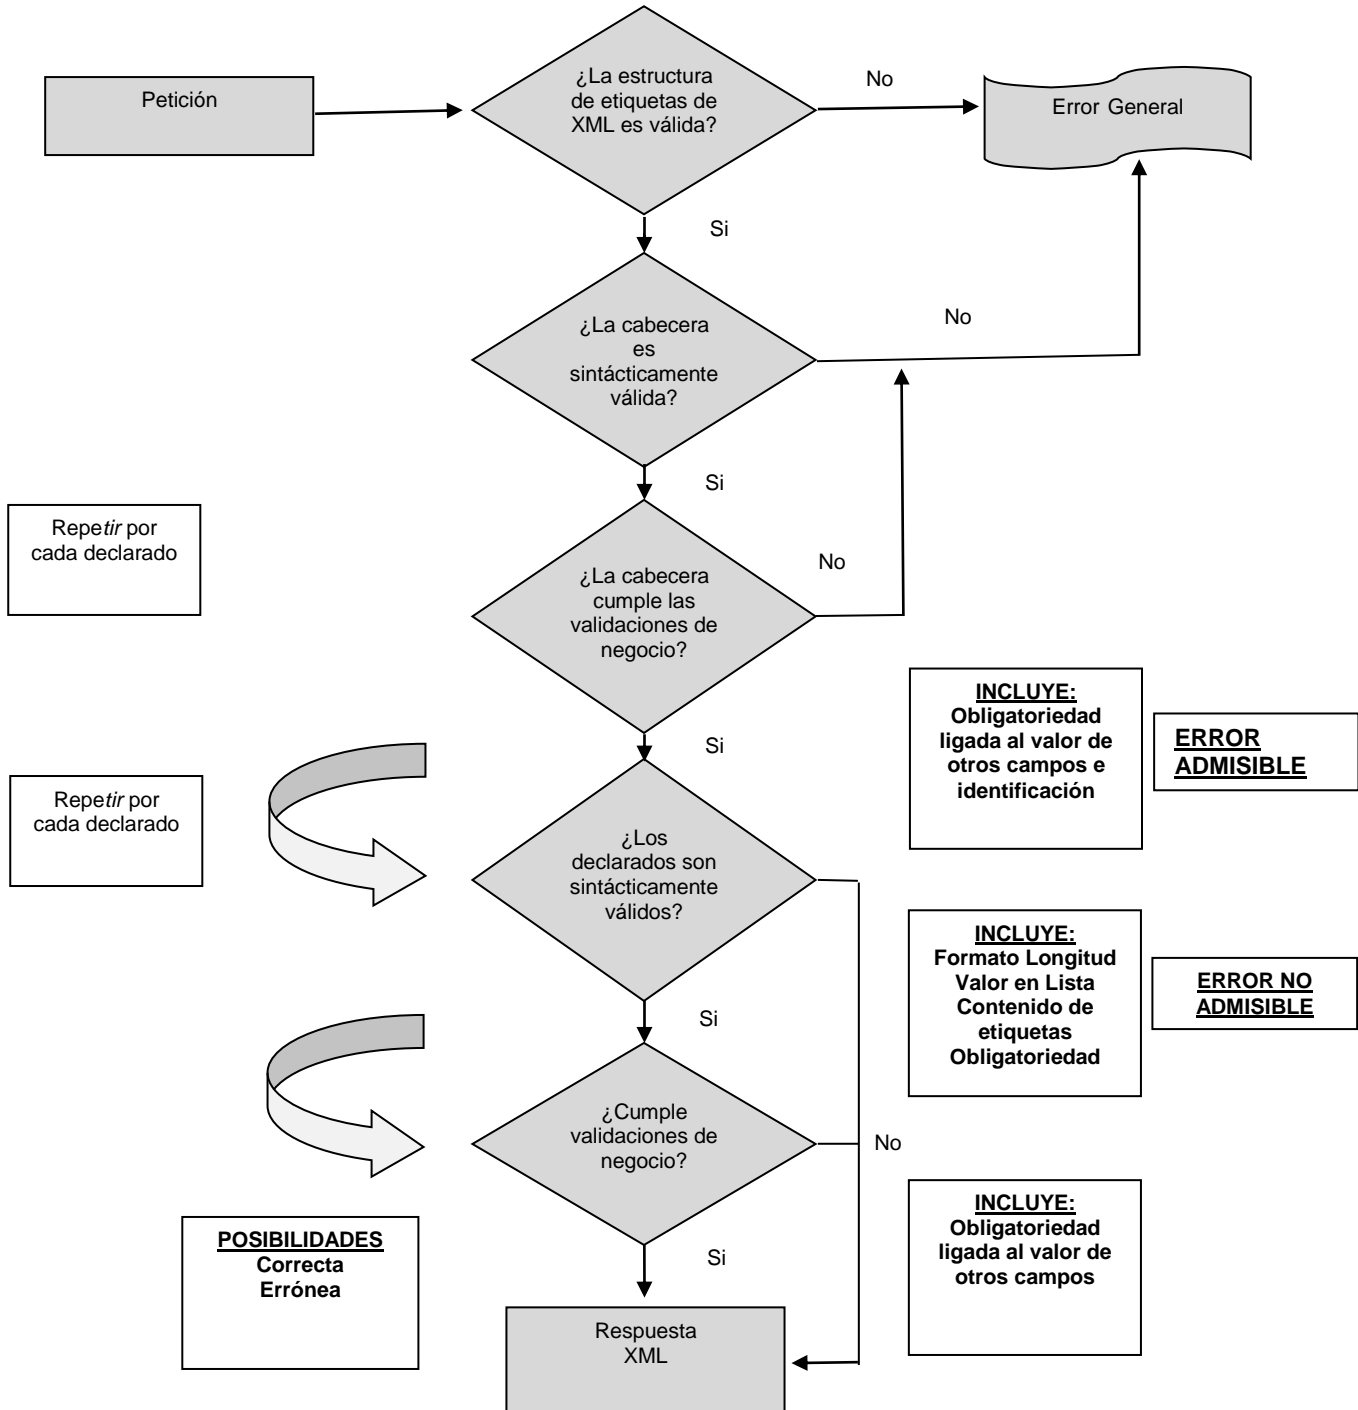 ¿La estructura
de etiquetas de
XML es válida?
No
Petición
Error General
Si
¿La cabecera
es
sintácticamente
válida?
No
Si
Repetir por
cada declarado
¿La cabecera
cumple las
validaciones de
negocio?
No
INCLUYE:
Obligatoriedad
ligada al valor de
otros campos e
identificación
ERROR
ADMISIBLE
Si
Repetir por
cada declarado
¿Los
declarados son
sintácticamente
válidos?
INCLUYE:
Formato Longitud
Valor en Lista
Contenido de
etiquetas
Obligatoriedad
ERROR NO
ADMISIBLE
Si
¿Cumple
validaciones de
negocio?
No
INCLUYE:
Obligatoriedad
ligada al valor de
otros campos
POSIBILIDADES
Correcta
Errónea
Si
Respuesta
XML